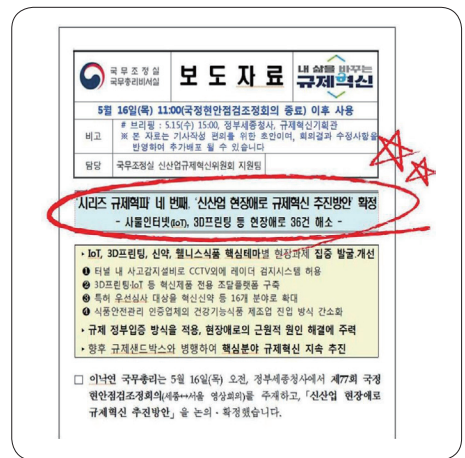 국무조정실
국무총리비서실
보도자료
내 삶을 바꾸는
규제혁신
5월 16일(목) 11:00(국정현안점검조정회의 종료) 이후 사용
비고
# 브리핑 : 5.15(수) 15:00, 정부세종청사, 규제혁신기획관
※ 본 자료는 기사작성 편의를 위한 초안이며, 회의결과 수정사항을
반영하여 추가배포 될 수 있습니다
담당
국무조정실 신산업규제혁신위원회 지원팀
'시리즈 규제혁파' 네 번째, '신산업 현장애로 규제혁신 추진방안' 확정
- 사물인터넷(IoT), 3D프린팅 등 현장애로 36건 해소 -
▸ IoT, 3D프린팅, 신약, 웰니스식품 핵심테마별 현장과제 집중 발굴·개선
❶ 터널 내 사고감지설비로 CCTV외에 레이더 검지시스템 허용
❷ 3D프린팅·IoT 등 혁신제품 전용 조달플랫폼 구축
❸ 특허 우선심사 대상을 혁신신약 등 16개 분야로 확대
❹ 식품안전관리 인증업체의 건강기능식품 제조업 진입 방식 간소화
▸ 규제 정부입증 방식을 적용, 현장애로의 근원적 원인 해결에 주력
▸ 향후 규제샌드박스와 병행하여 핵심분야 규제혁신 지속 추진
□ 이낙연 국무총리는 5월 16일(목) 오전, 정부세종청사에서 제77회 국정
현안점검조정회의(세종↔서울 영상회의)를 주재하고, 「신산업 현장애로
규제혁신 추진방안」을 논의·확정했습니다.